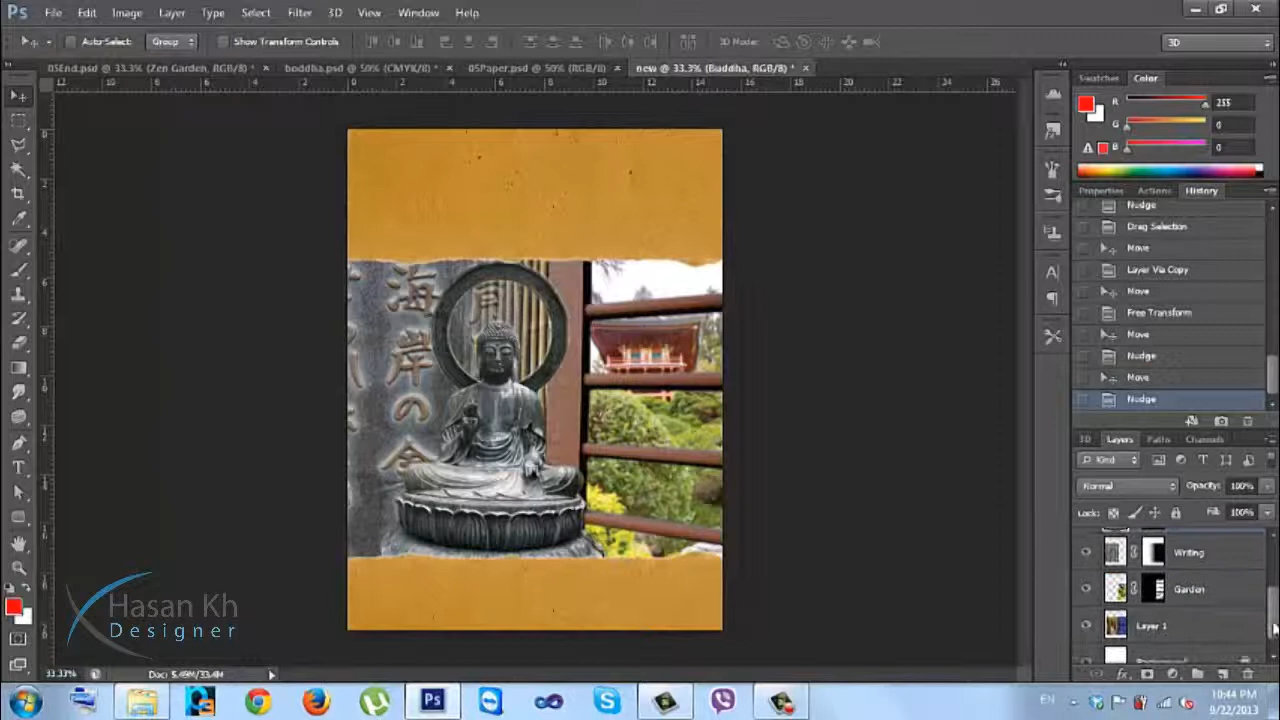 Ps File Edit Image Layer Type Select Filter 3D View Window Help
Auto-Select: Group Show Transform Controls 3D Mode: 3D
05End.psd @ 33.3% (Zen Garden, RGB/8) * × boddha.psd @ 50% (CMYK/8) * × 05Paper.psd @ 50% (RGB/8) × new @ 33.3% (Buddha, RGB/8) * ×
Swatches Color
R 255
G 0
B 0
Properties Actions History
Nudge
Drag Selection
Move
Layer Via Copy
Move
Free Transform
Move
Nudge
Move
Nudge
3D Layers Paths Channels
Kind
Normal Opacity: 100%
Lock: Fill: 100%
Writing
Garden
Layer 1
海岸の
Hasan Kh
Designer
33.33% Doc: 5.49M/33.4M
EN 10:44 PM
9/22/2013